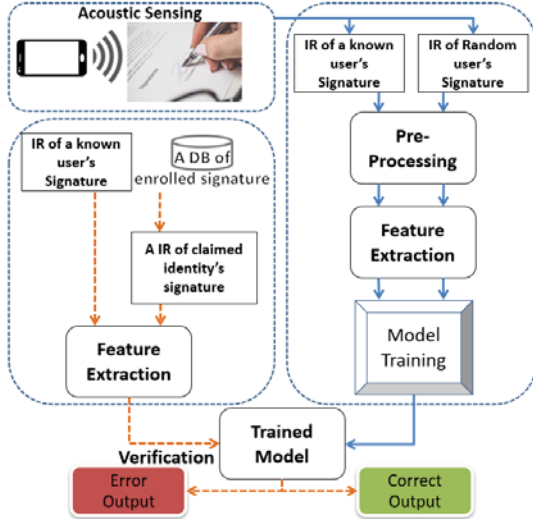 Acoustic Sensing
IR of a known
user's
Signature
IR of Random
user's
Signature
Pre-
Processing
Feature
Extraction
Model
Training
IR of a known
user's
Signature
A DB of
enrolled signature
A IR of claimed
identity's
signature
Feature
Extraction
Verification
Trained
Model
Error
Output
Correct
Output